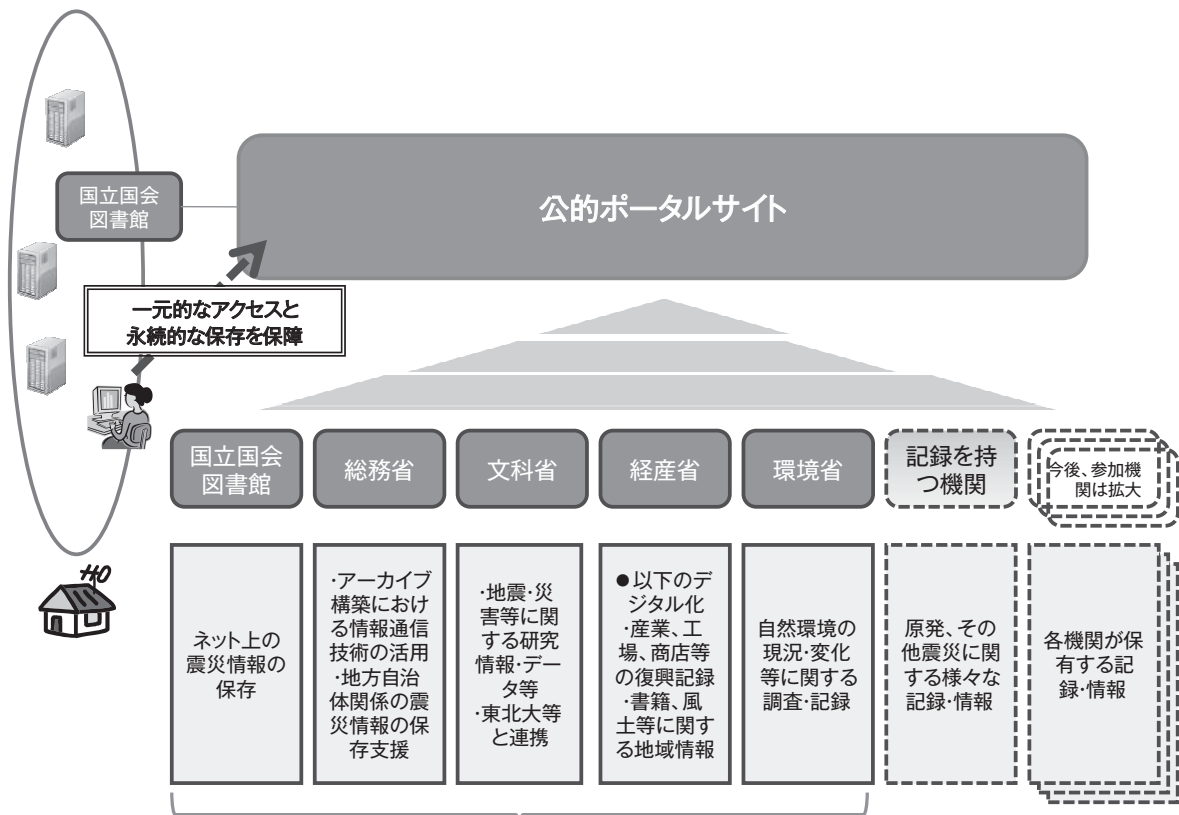 国立国会
図書館
公的ポータルサイト
一元的なアクセスと
永続的な保存を保障
国立国会
図書館
総務省
文科省
経産省
環境省
記録を持
つ機関
今後、参加機
関は拡大
ネット上の
震災情報の
保存
・アーカイブ
構築におけ
る情報通信
技術の活用
・地方自治
体関係の震
災情報の保
存支援
・地震・災
害等に関
する研究
情報・デー
タ等
・東北大等
と連携
●以下のデ
ジタル化
・産業、工
場、商店等
の復興記録
・書籍、風
土等に関す
る地域情報
自然環境の
現況・変化
等に関する
調査・記録
原発、その
他震災に関
する様々な
記録・情報
各機関が保
有する記
録・情報